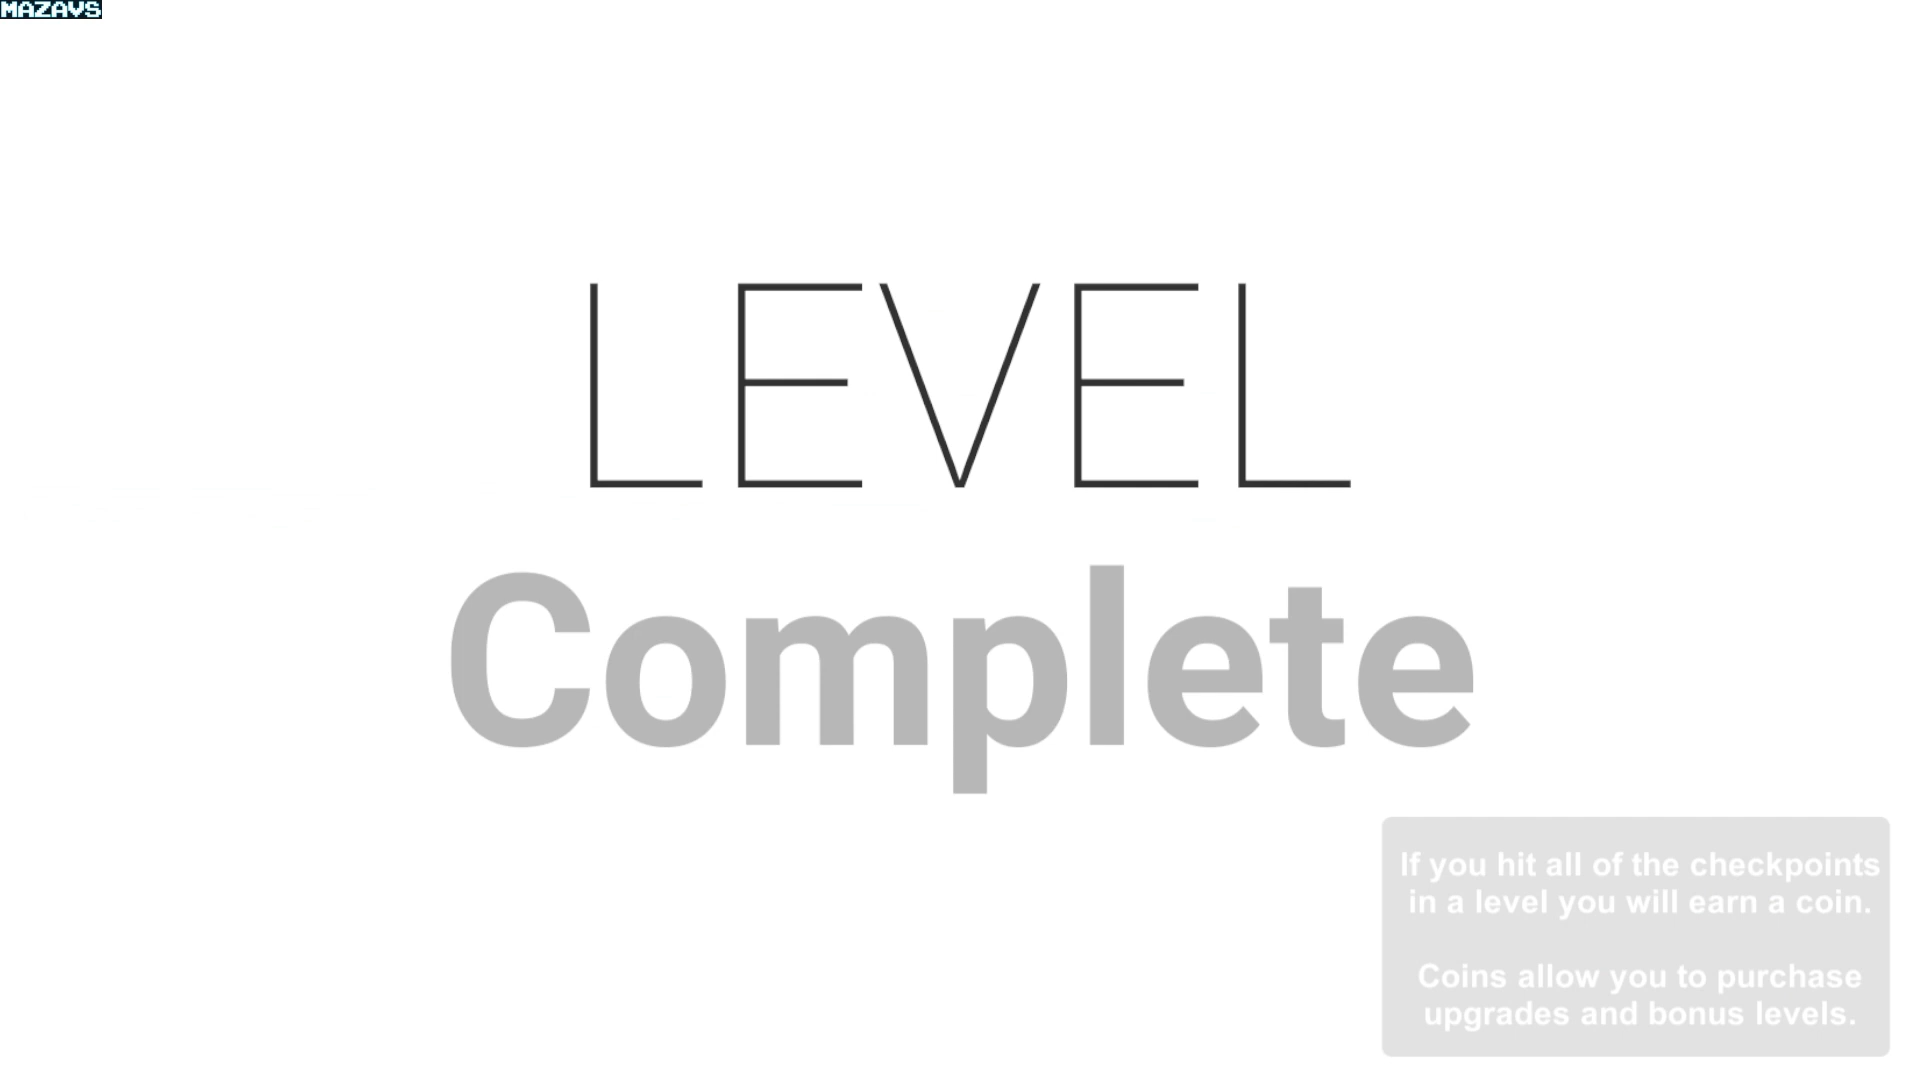 MAZAVS
LEVEL
Complete
If you hit all of the checkpoints
in a level you will earn a coin.
Coins allow you to purchase
upgrades and bonus levels.